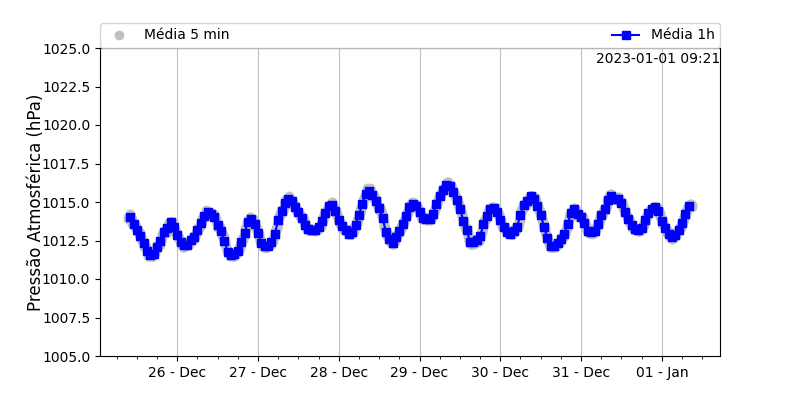 Média 5 min
Média 1h
2023-01-01 09:21
Pressão Atmosférica (hPa)
1025.0
1022.5
1020.0
1017.5
1015.0
1012.5
1010.0
1007.5
1005.0
26 - Dec
27 - Dec
28 - Dec
29 - Dec
30 - Dec
31 - Dec
01 - Jan